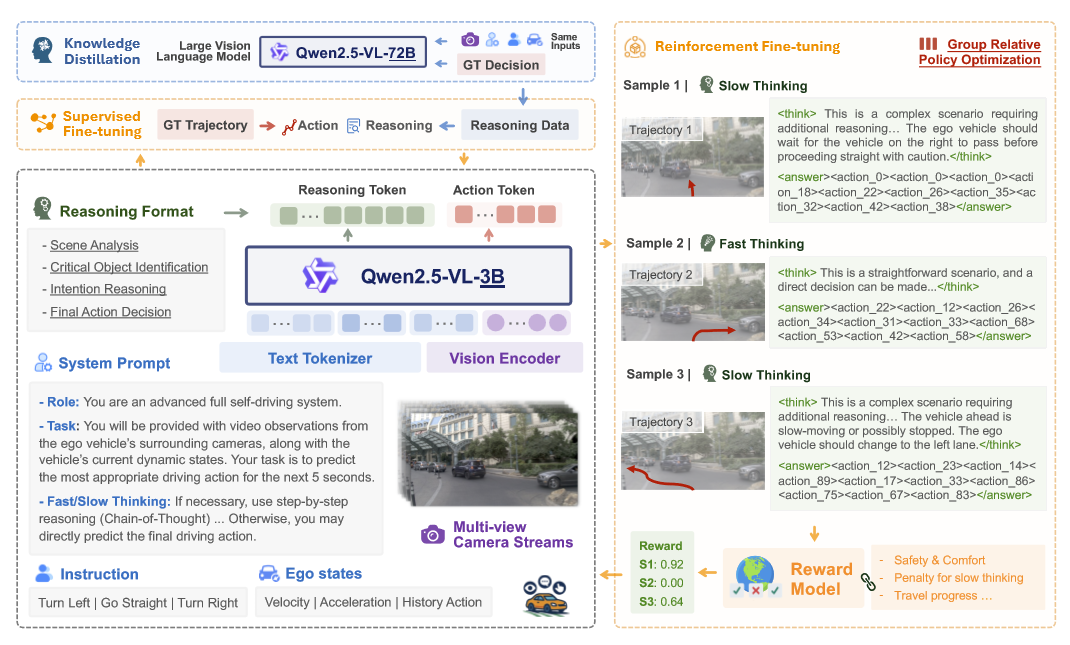 Knowledge
Distillation
Large Vision
Language Model
Qwen2.5-VL-72B
Same
Inputs
GT Decision
Supervised
Fine-tuning
GT Trajectory
Action
Reasoning
Reasoning Data
Reasoning Format
- Scene Analysis
- Critical Object Identification
- Intention Reasoning
- Final Action Decision
Reasoning Token
Action Token
Qwen2.5-VL-3B
Text Tokenizer
Vision Encoder
System Prompt
- Role: You are an advanced full self-driving system.
- Task: You will be provided with video observations from
the ego vehicle's surrounding cameras, along with the
vehicle's current dynamic states. Your task is to predict
the most appropriate driving action for the next 5 seconds.
- Fast/Slow Thinking: If necessary, use step-by-step
reasoning (Chain-of-Thought) ... Otherwise, you may
directly predict the final driving action.
Multi-view
Camera Streams
Instruction
Turn Left | Go Straight | Turn Right
Ego states
Velocity | Acceleration | History Action
Reinforcement Fine-tuning
Group Relative
Policy Optimization
Sample 1 | Slow Thinking
Trajectory 1
<think> This is a complex scenario requiring
additional reasoning… The ego vehicle should
wait for the vehicle on the right to pass before
proceeding straight with caution.</think>
<answer><action_0><action_0><action_0><acti
on_18><action_22><action_26><action_35><ac
tion_32><action_42><action_38></answer>
Sample 2 | Fast Thinking
Trajectory 2
<think> This is a straightforward scenario, and a
direct decision can be made...</think>
<answer><action_22><action_12><action_26><
action_34><action_31><action_33><action_68>
<action_53><action_42><action_58></answer>
Sample 3 | Slow Thinking
Trajectory 3
<think> This is a complex scenario requiring
additional reasoning… The vehicle ahead is
slow-moving or possibly stopped. The ego
vehicle should change to the left lane.</think>
<answer><action_12><action_23><action_14><
action_89><action_17><action_33><action_86>
<action_75><action_67><action_83></answer>
Reward
S1: 0.92
S2: 0.00
S3: 0.64
Reward
Model
- Safety & Comfort
- Penalty for slow thinking
- Travel progress …